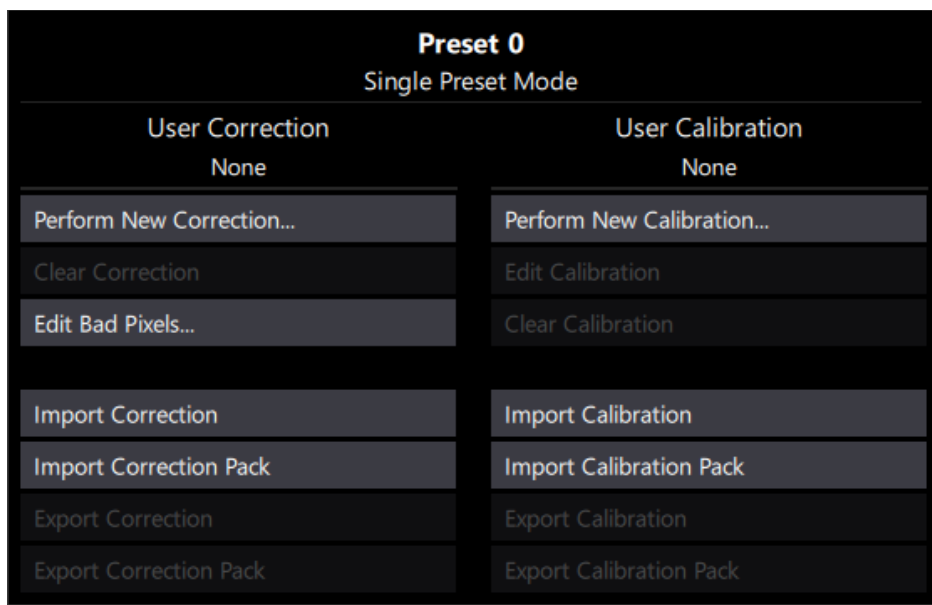 Preset 0
Single Preset Mode
User Correction
None
Perform New Correction...
Clear Correction
Edit Bad Pixels...
Import Correction
Import Correction Pack
Export Correction
Export Correction Pack
User Calibration
None
Perform New Calibration...
Edit Calibration
Clear Calibration
Import Calibration
Import Calibration Pack
Export Calibration
Export Calibration Pack